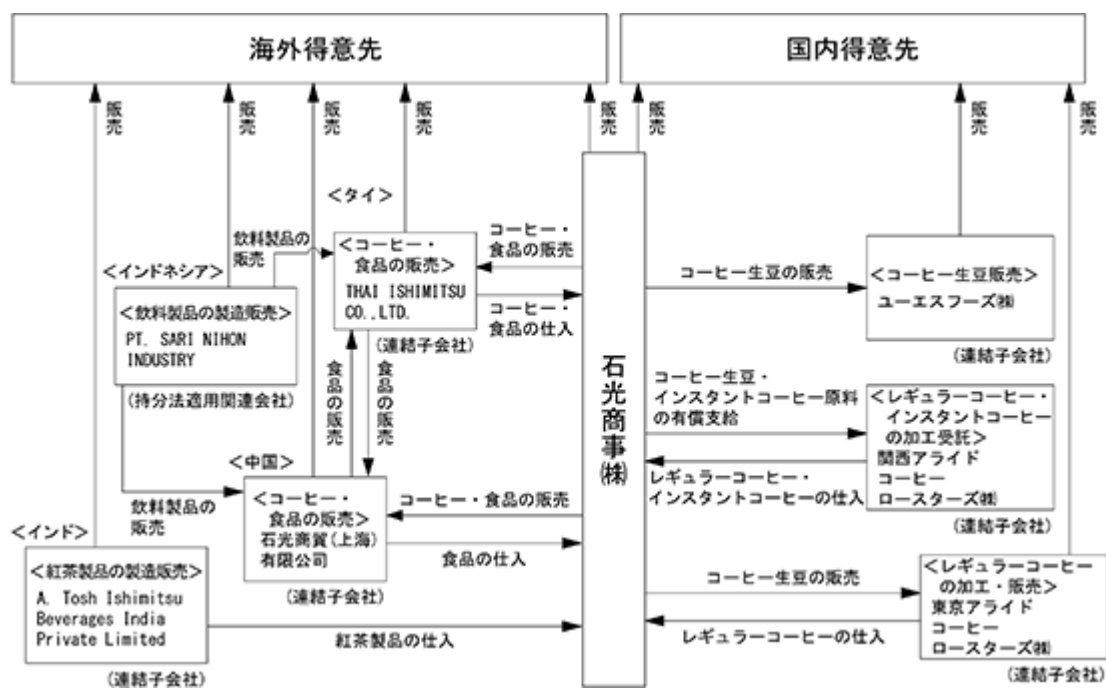 海外得意先
国内得意先
販売
販売
販売
販売
販売
販売
販売
販売
<タイ>
飲料製品の
販売
<コーヒー・
食品の販売>
THAI ISHIMITSU
CO.,LTD.
(連結子会社)
コーヒー・
食品の販売
コーヒー・
食品の仕入
<インドネシア>
<飲料製品の製造販売>
PT. SARI NIHON
INDUSTRY
(持分法適用関連会社)
食品の販売
食品の販売
飲料製品の
販売
<中国>
<コーヒー・
食品の販売>
石光商貿(上海)
有限公司
(連結子会社)
コーヒー・食品の販売
食品の仕入
<インド>
<紅茶製品の製造販売>
A. Tosh Ishimitsu
Beverages India
Private Limited
(連結子会社)
紅茶製品の仕入
石光商事㈱
コーヒー生豆の販売
<コーヒー生豆販売>
ユーエスフーズ㈱
(連結子会社)
コーヒー生豆・
インスタントコーヒー原料
の有償支給
レギュラーコーヒー・
インスタントコーヒーの仕入
<レギュラーコーヒー・
インスタントコーヒー
の加工受託>
関西アライド
コーヒー
ロースターズ㈱
(連結子会社)
コーヒー生豆の販売
レギュラーコーヒーの仕入
<レギュラーコーヒー
の加工・販売>
東京アライド
コーヒー
ロースターズ㈱
(連結子会社)